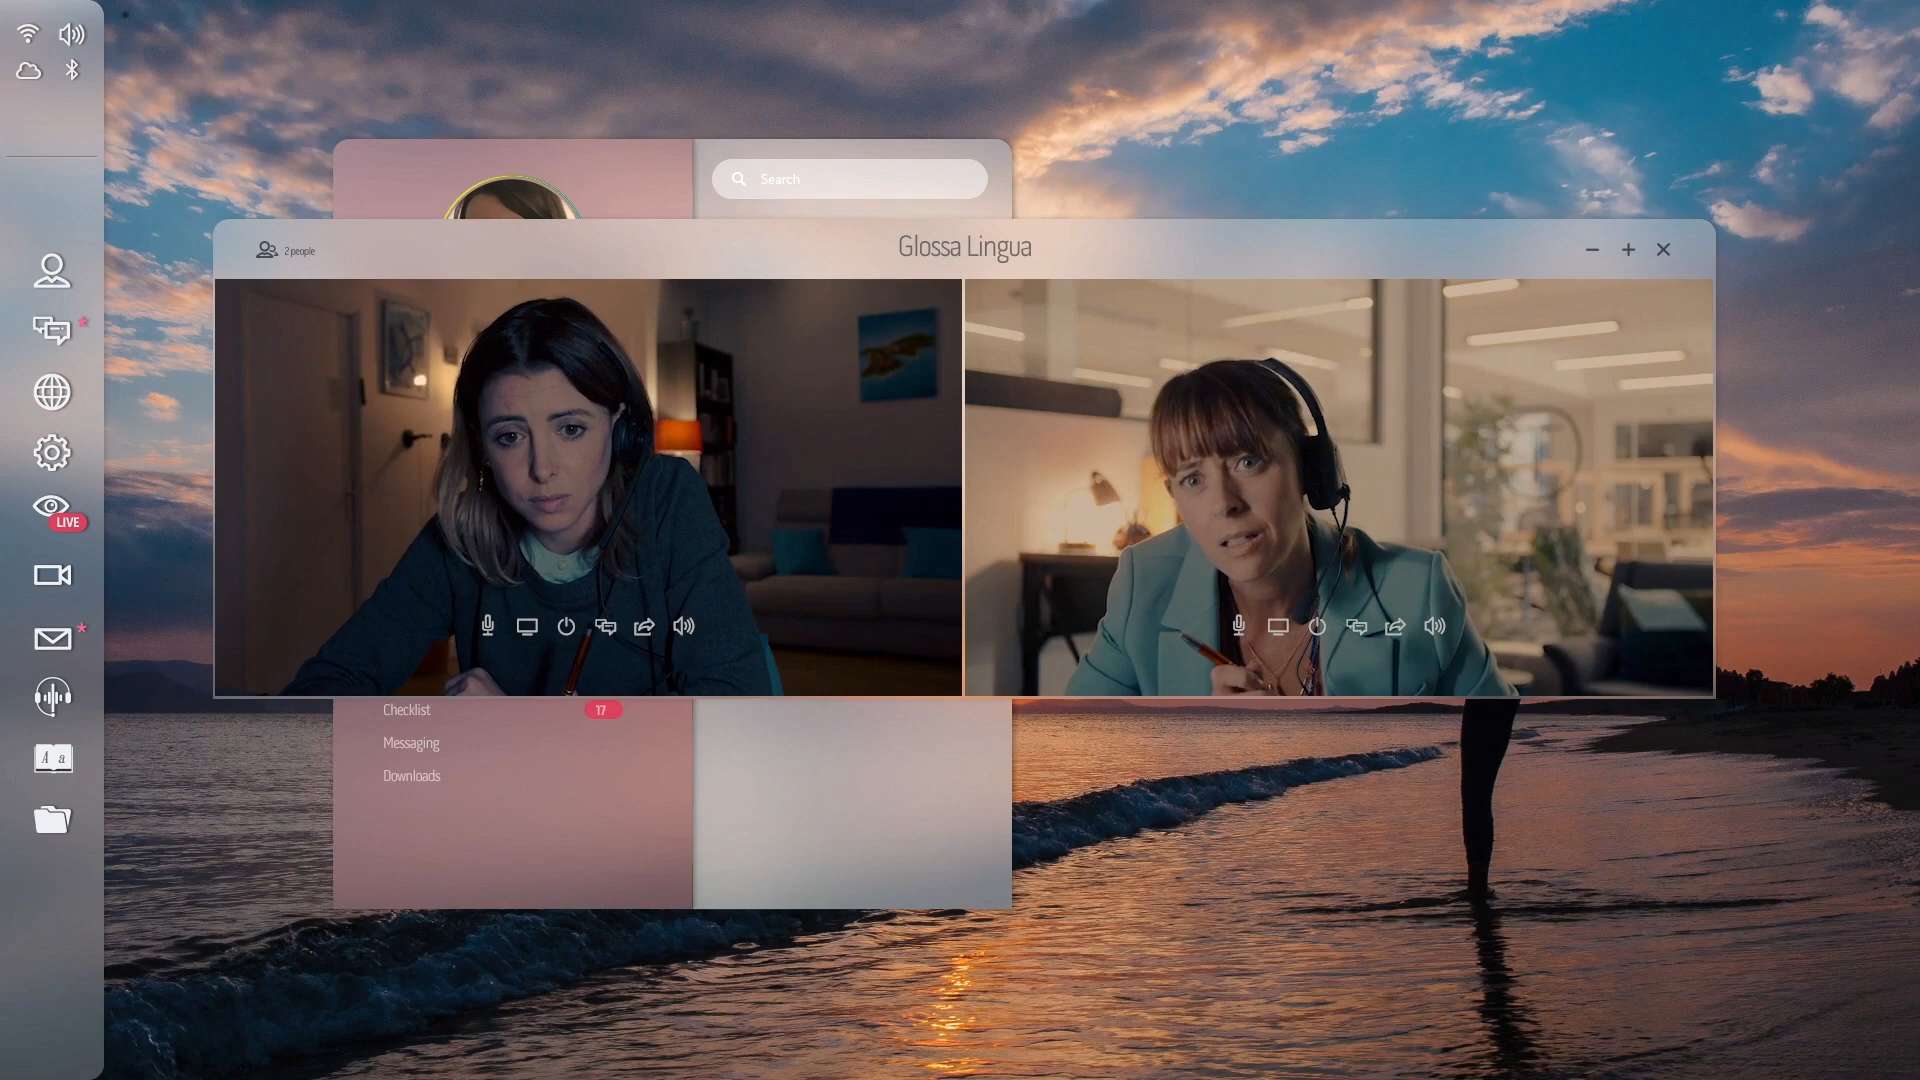 Search
2 people
Glossa Lingua
LIVE
Checklist
17
Messaging
Downloads
A a